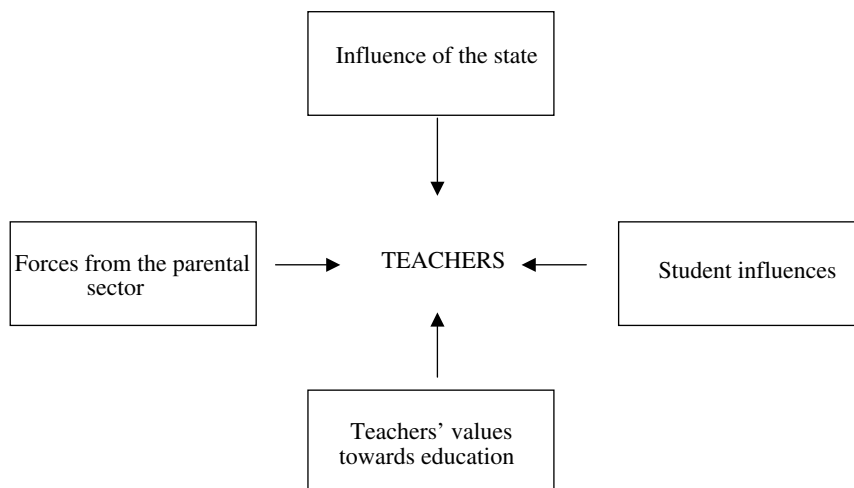 Influence of the state
Forces from the parental
sector
TEACHERS
Student influences
Teachers’ values
towards education